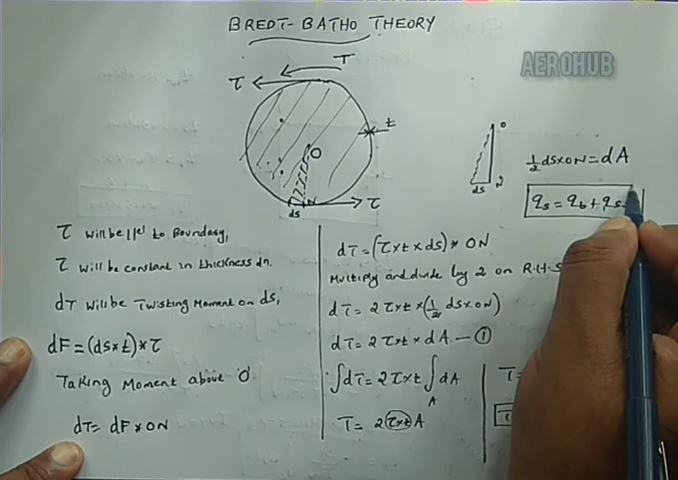 BREDT-BATHO THEORY
AEROHUB
T
τ
t
O
ds N
τ
O
ds N
1/2 ds×ON = dA
qs = qb + qs
τ will be ||el to Boundary,
τ will be constant in thickness dn.
dT will be Twisting Moment on ds,
dF = (ds×t)*τ
Taking Moment about 'O'
dT = dF * ON
dT = (τ×t×ds)* ON
Multiply and divide by 2 on R.H.S
dT = 2τ×t×(1/2 ds×ON)
dT = 2τ×t×dA — ①
∫dT = 2τ×t ∫ dA
A
T = 2(τ×t)A
T =